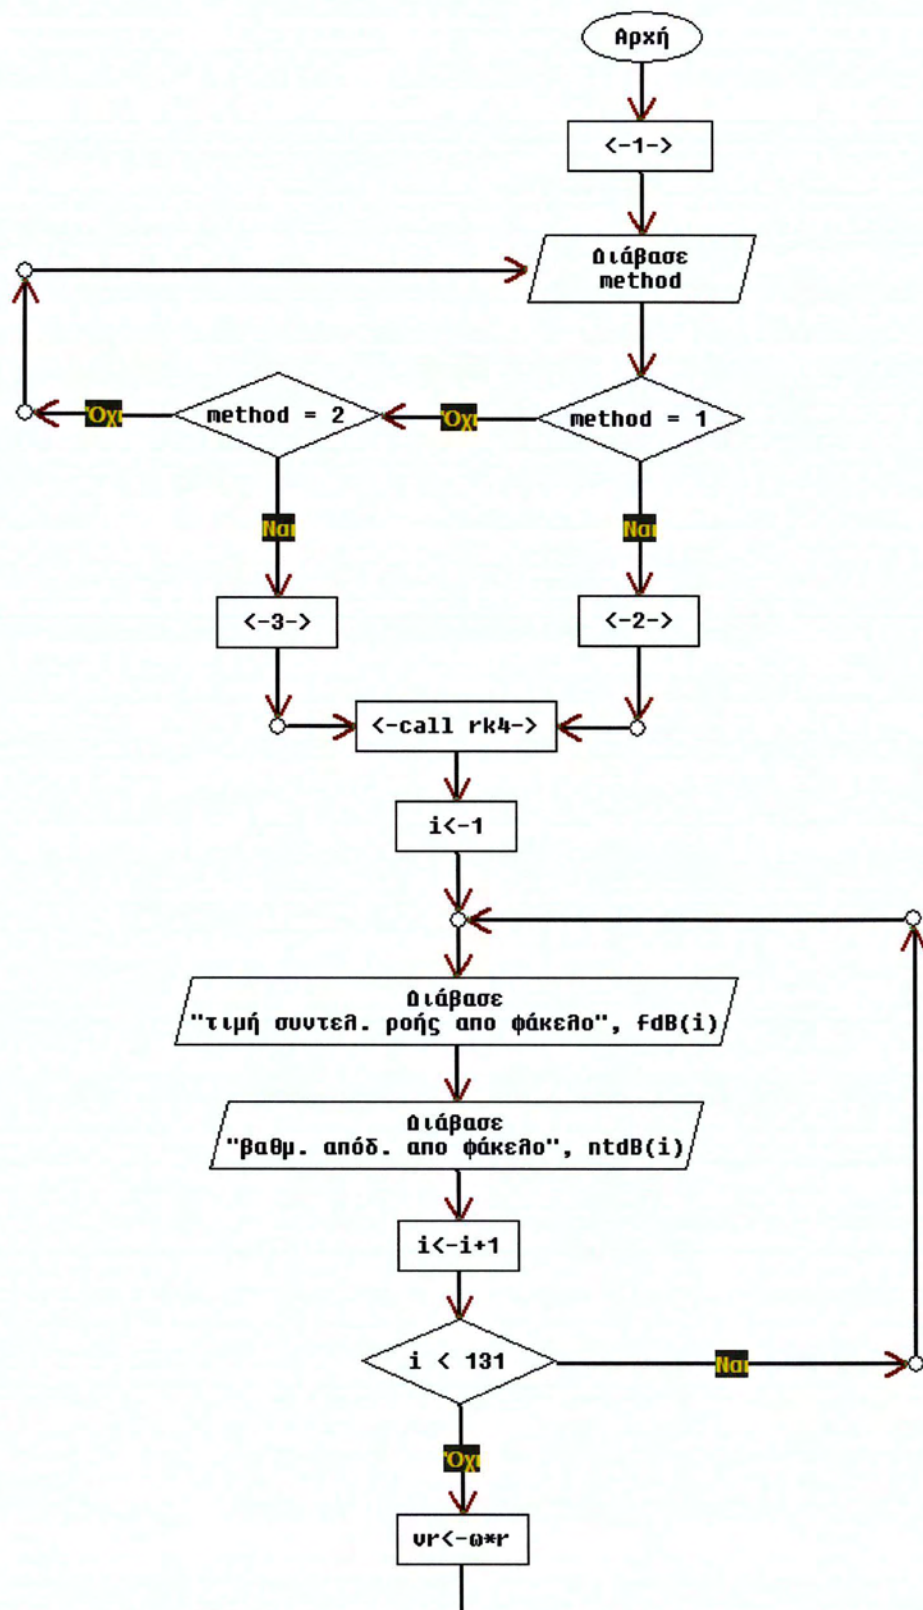 Αρχή
<-1->
Διάβασε
method
method = 1
Όχι
method = 2
Όχι
Ναι
Ναι
<-3->
<-2->
<-call rk4->
i<-1
Διάβασε
"τιμή συντελ. ροής απο φάκελο", fdB(i)
Διάβασε
"βαθμ. απόδ. απο φάκελο", ntdB(i)
i<-i+1
i < 131
Ναι
Όχι
υr<-ω*r